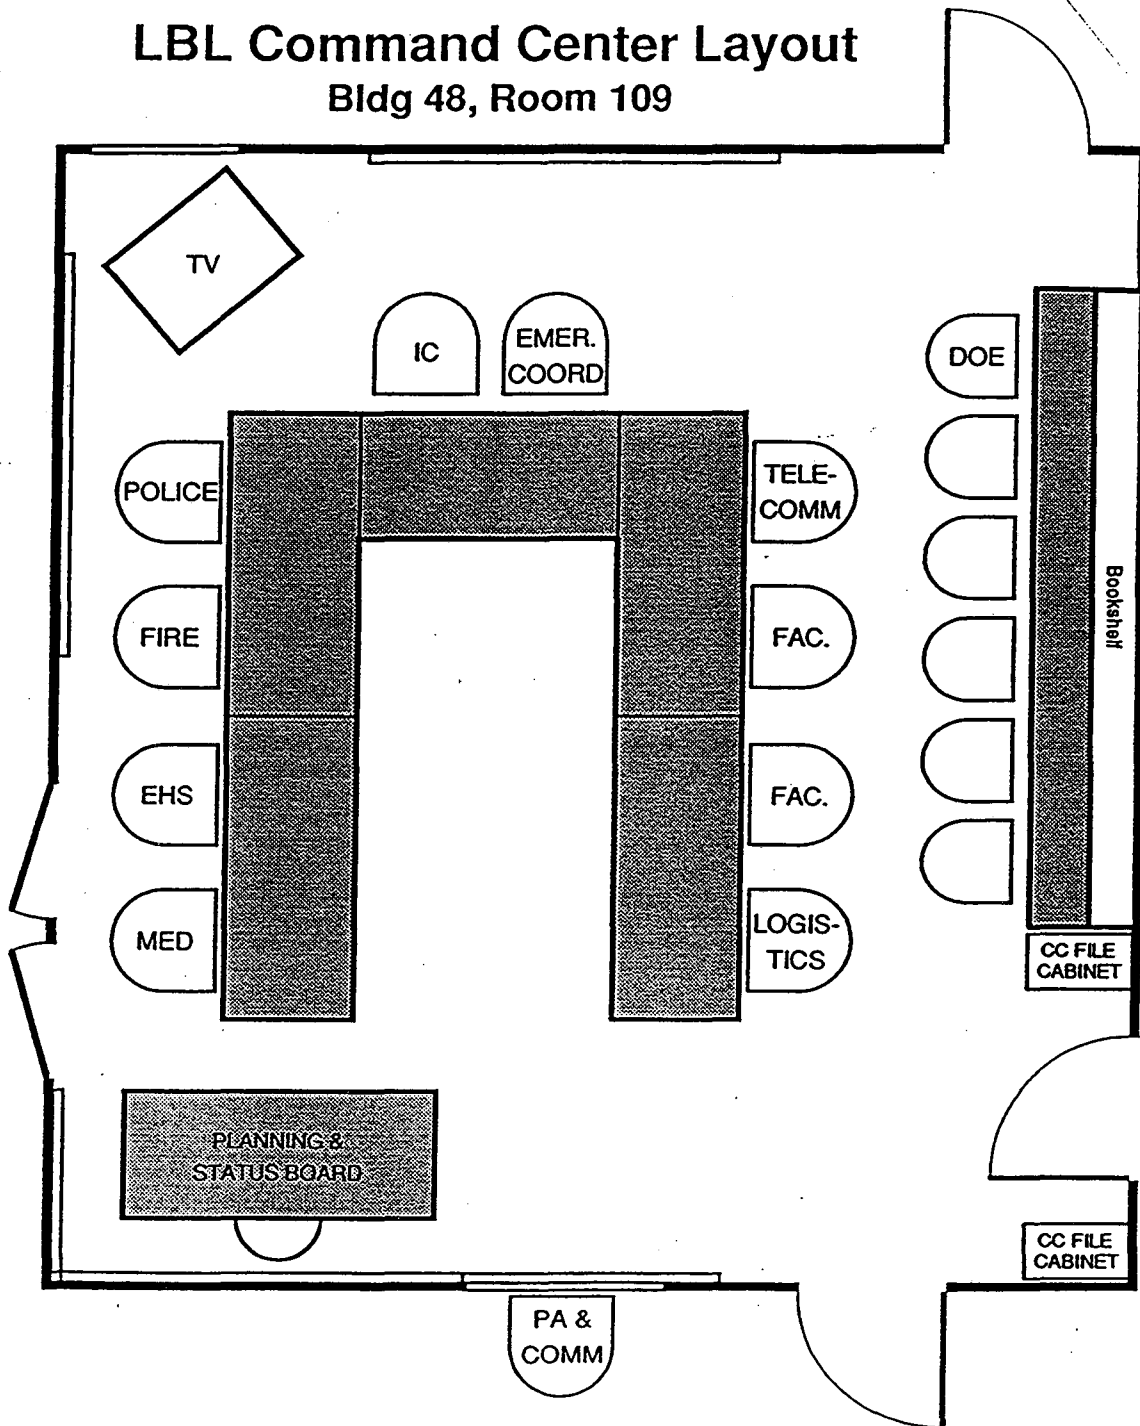 LBL Command Center Layout
Bldg 48, Room 109
TV
IC
EMER.
COORD
DOE
POLICE
TELE-
COMM
FIRE
FAC.
Bookshelf
EHS
FAC.
MED
LOGIS-
TICS
CC FILE
CABINET
PLANNING &
STATUS BOARD
CC FILE
CABINET
PA &
COMM